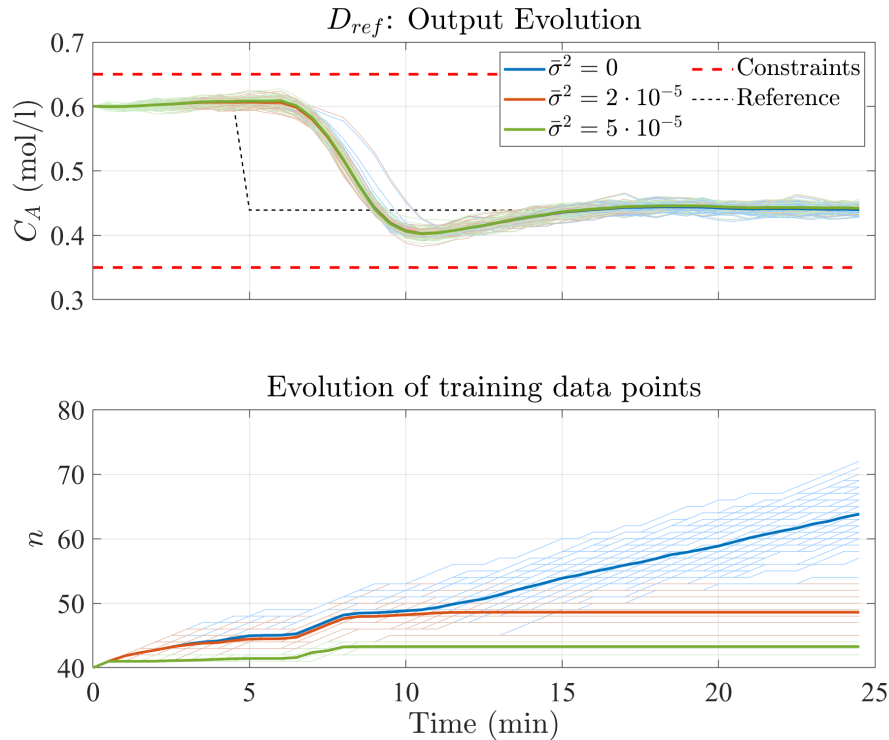 D_ref: Output Evolution
0.7
0.6
0.5
0.4
0.3
C_A (mol/l)
σ̄² = 0
σ̄² = 2 · 10⁻⁵
σ̄² = 5 · 10⁻⁵
Constraints
Reference
Evolution of training data points
80
70
60
50
40
n
0 5 10 15 20 25
Time (min)